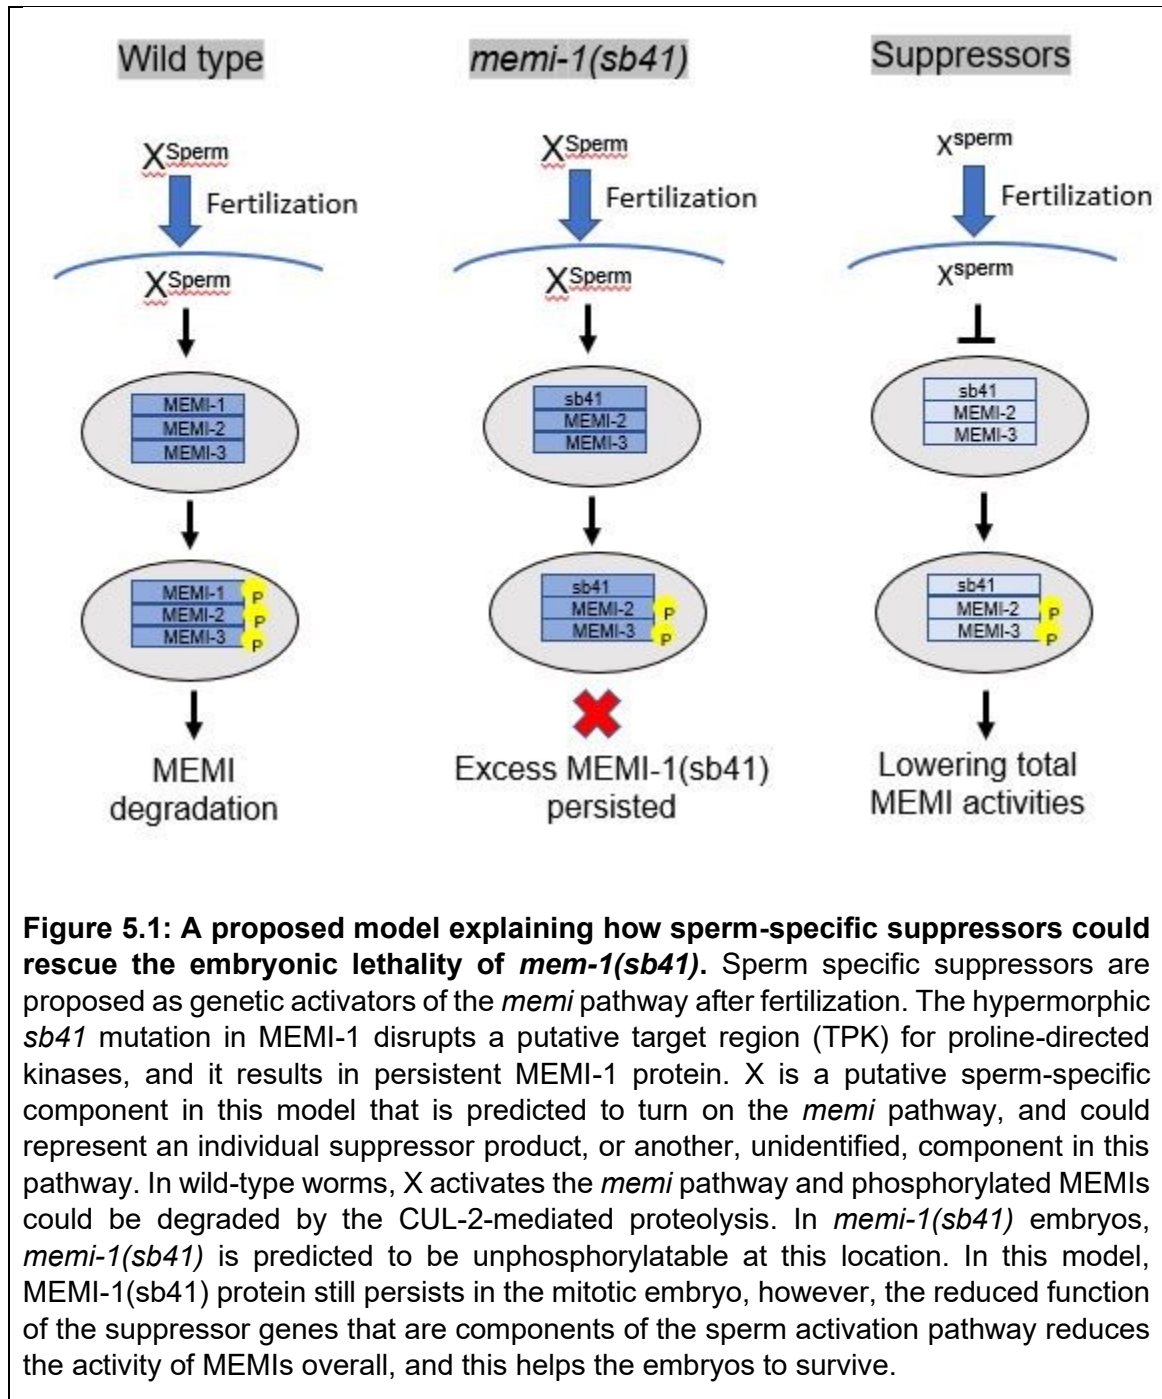 Wild type
memi-1(sb41)
Suppressors
XSperm
Fertilization
XSperm
MEMI-1
MEMI-2
MEMI-3
MEMI-1 P
MEMI-2 P
MEMI-3 P
MEMI
degradation
XSperm
Fertilization
XSperm
sb41
MEMI-2
MEMI-3
sb41
MEMI-2 P
MEMI-3 P
Excess MEMI-1(sb41)
persisted
Xsperm
Fertilization
Xsperm
sb41
MEMI-2
MEMI-3
sb41
MEMI-2 P
MEMI-3 P
Lowering total
MEMI activities
Figure 5.1: A proposed model explaining how sperm-specific suppressors could
rescue the embryonic lethality of mem-1(sb41). Sperm specific suppressors are
proposed as genetic activators of the memi pathway after fertilization. The hypermorphic
sb41 mutation in MEMI-1 disrupts a putative target region (TPK) for proline-directed
kinases, and it results in persistent MEMI-1 protein. X is a putative sperm-specific
component in this model that is predicted to turn on the memi pathway, and could
represent an individual suppressor product, or another, unidentified, component in this
pathway. In wild-type worms, X activates the memi pathway and phosphorylated MEMIs
could be degraded by the CUL-2-mediated proteolysis. In memi-1(sb41) embryos,
memi-1(sb41) is predicted to be unphosphorylatable at this location. In this model,
MEMI-1(sb41) protein still persists in the mitotic embryo, however, the reduced function
of the suppressor genes that are components of the sperm activation pathway reduces
the activity of MEMIs overall, and this helps the embryos to survive.